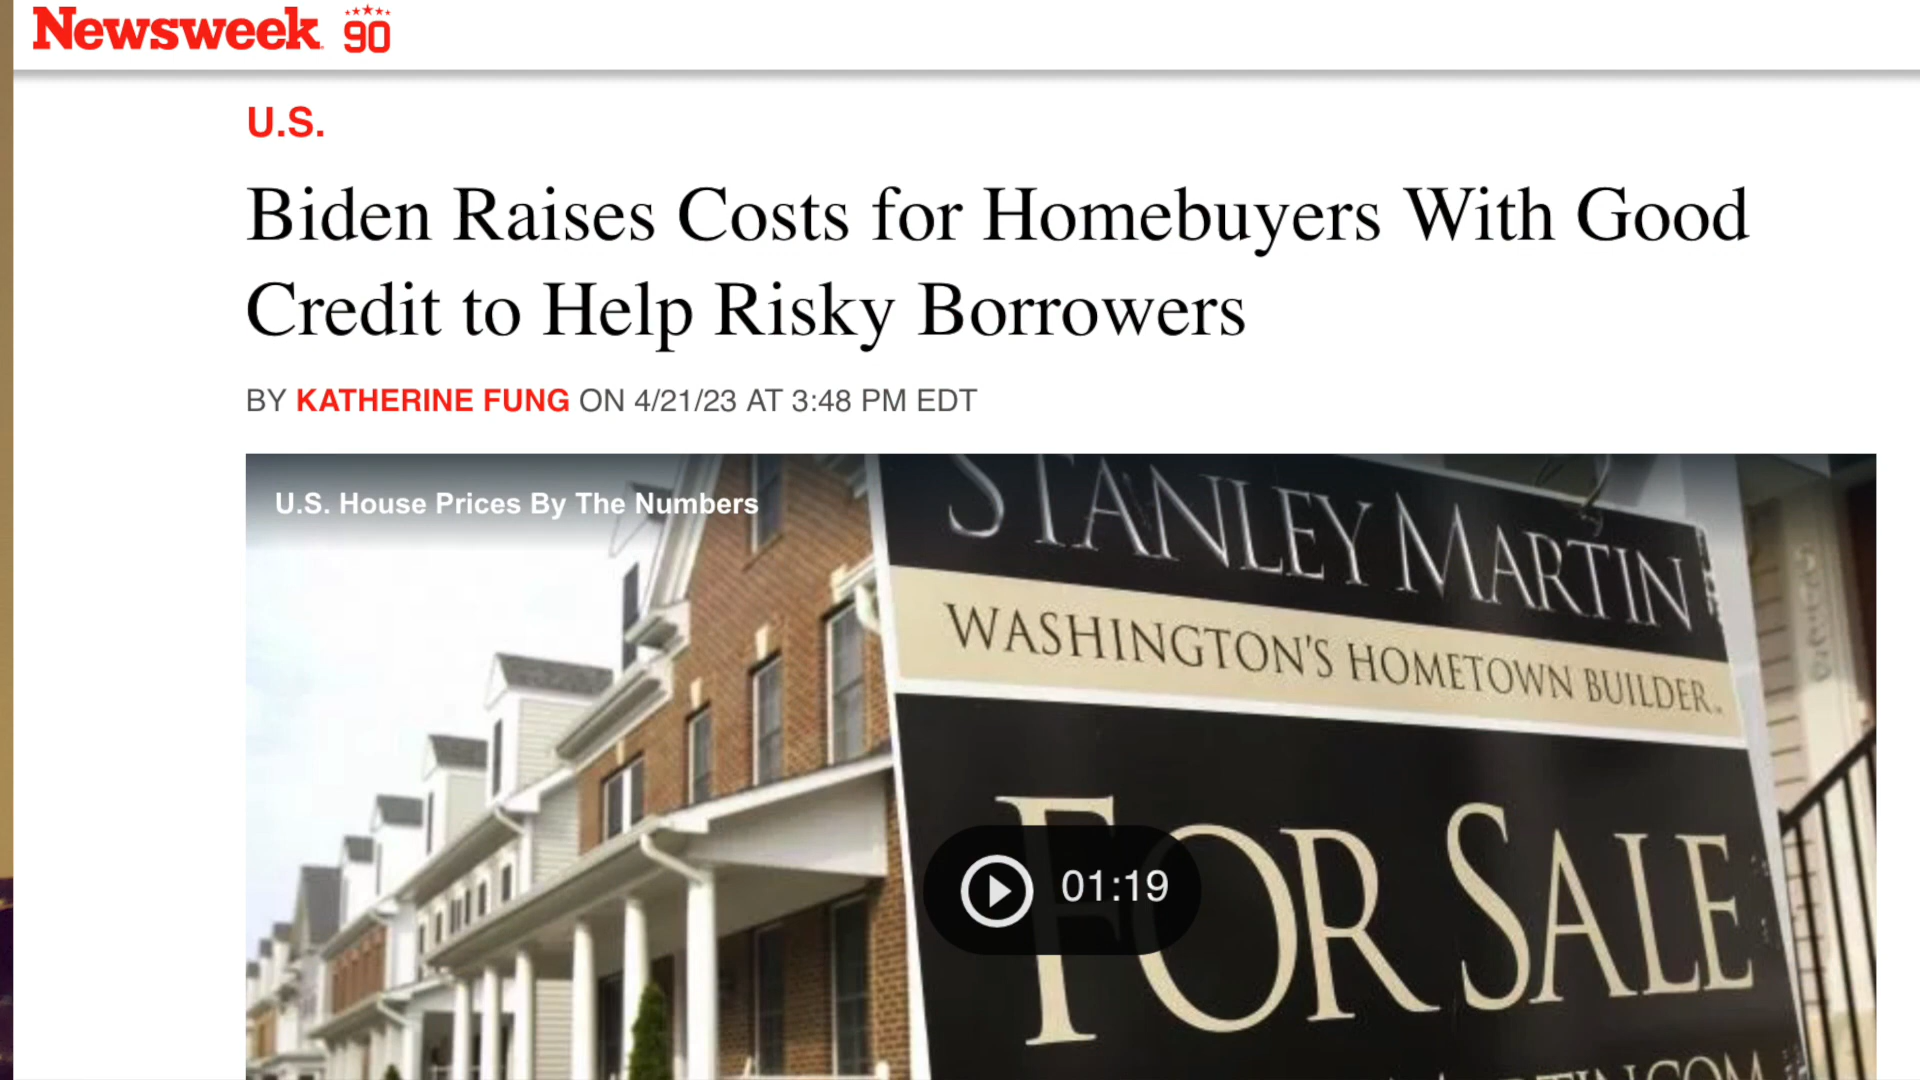 Newsweek 90
U.S.
Biden Raises Costs for Homebuyers With Good
Credit to Help Risky Borrowers
BY KATHERINE FUNG ON 4/21/23 AT 3:48 PM EDT
U.S. House Prices By The Numbers
STANLEY MARTIN
WASHINGTON'S HOMETOWN BUILDER
FOR SALE
01:19